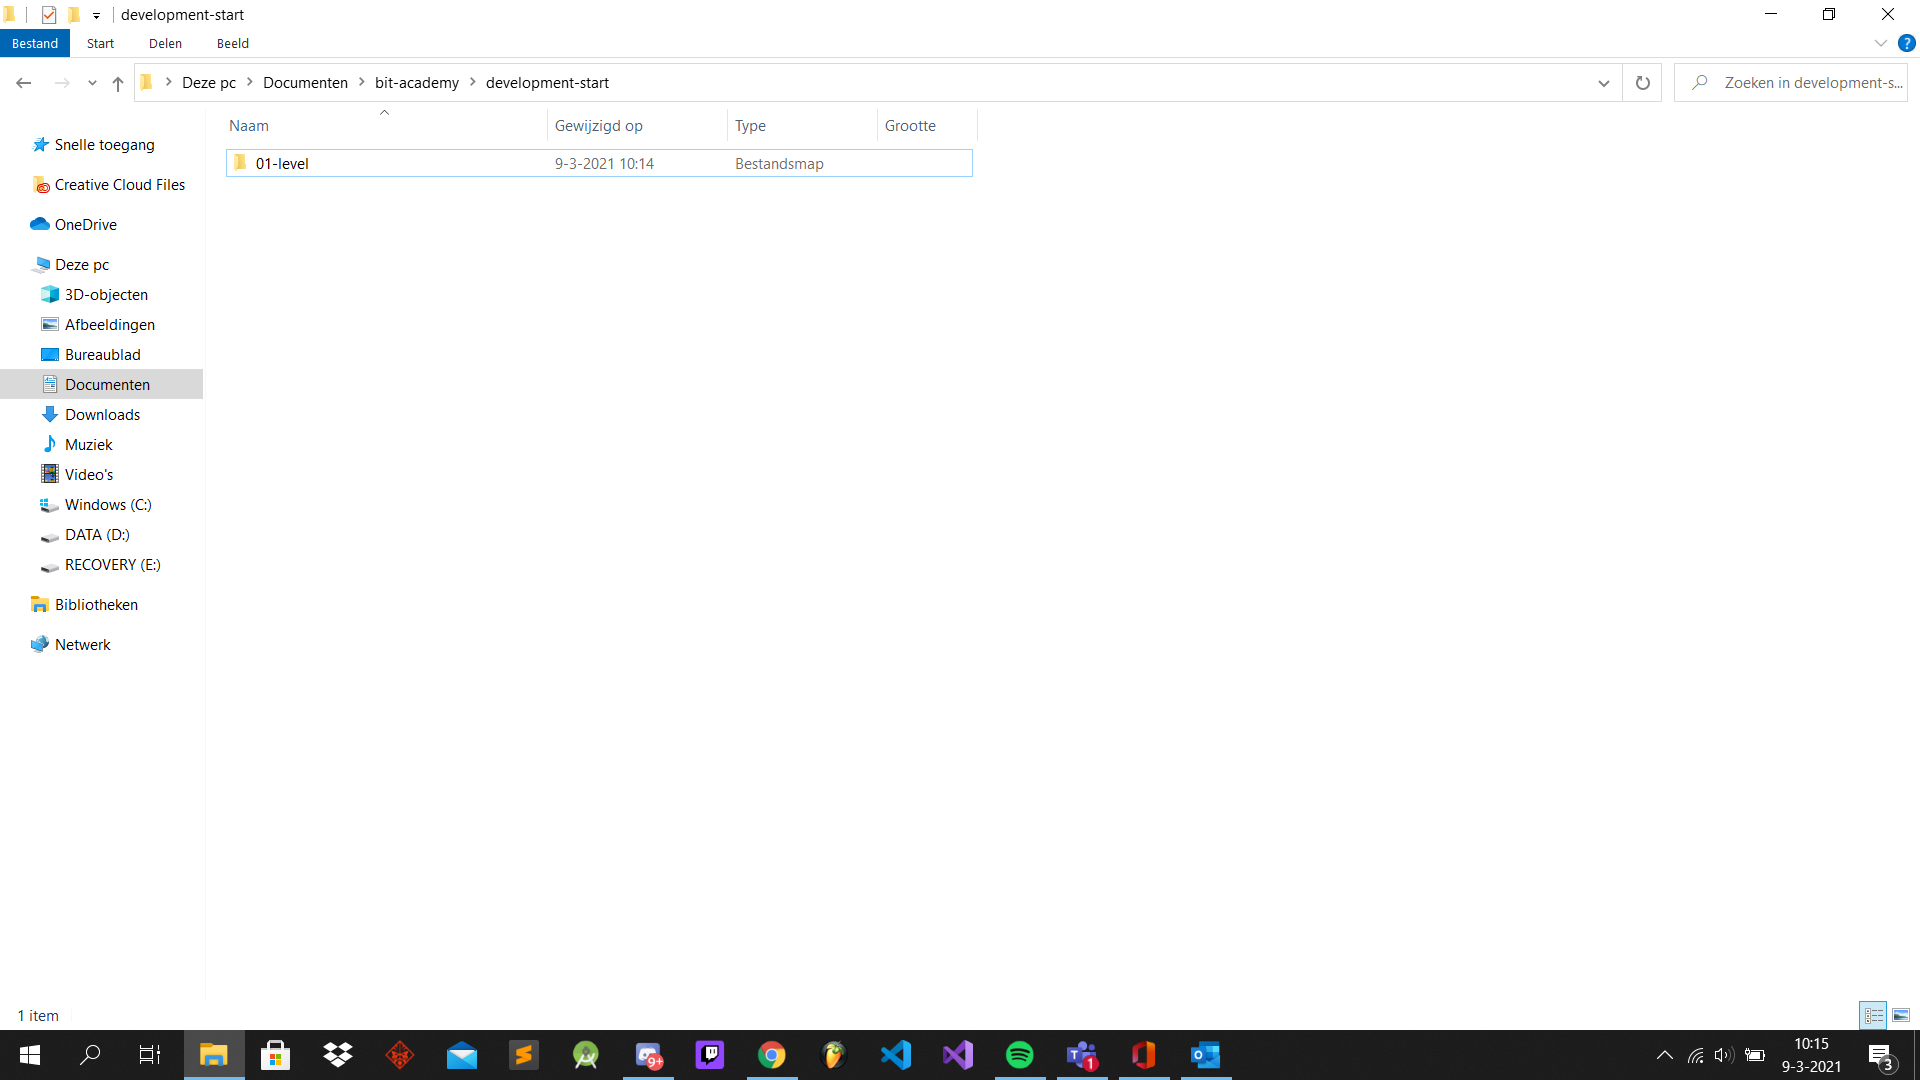 development-start
Bestand Start Delen Beeld
Deze pc Documenten bit-academy development-start
Zoeken in development-s...
Naam Gewijzigd op Type Grootte
01-level 9-3-2021 10:14 Bestandsmap
Snelle toegang
Creative Cloud Files
OneDrive
Deze pc
3D-objecten
Afbeeldingen
Bureaublad
Documenten
Downloads
Muziek
Video's
Windows (C:)
DATA (D:)
RECOVERY (E:)
Bibliotheken
Netwerk
1 item
9+
1
10:15
9-3-2021
3